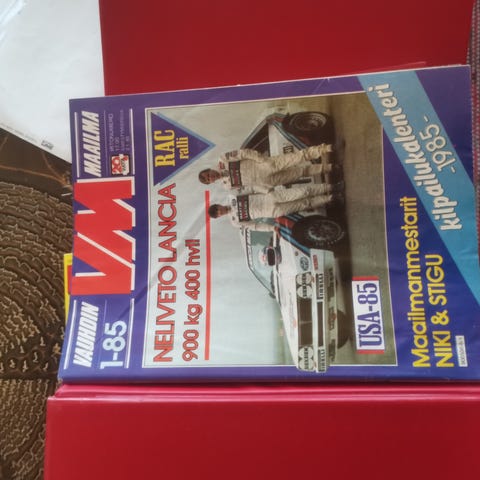 VAUHDIN
VM
MAAILMA
1-85
IRTONUMERO
NELIVETO LANCIA
900 kg 400 hv!!
RAC
ralli
USA-85
Maailmanmestarit
NIKI & STIGU
kilpailukalenteri
-1985-